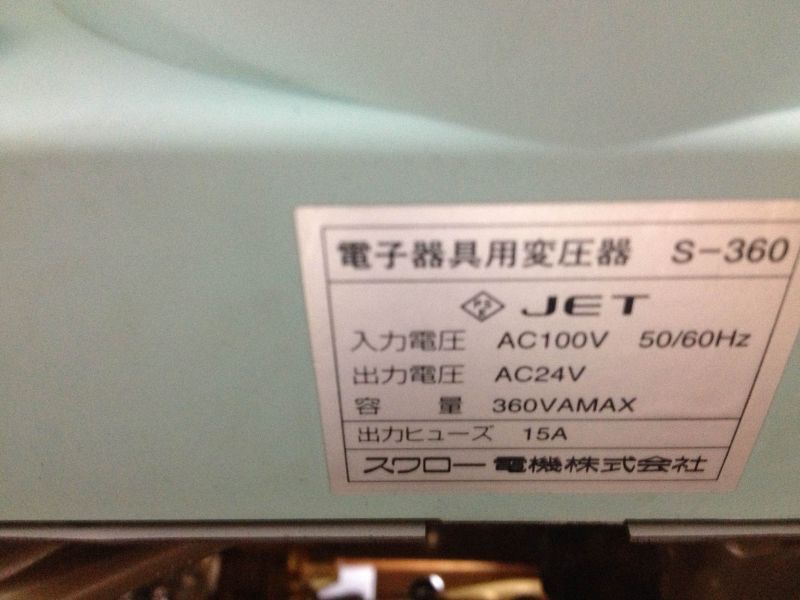 電子器具用変圧器 S-360
JET
入力電圧 AC100V 50/60Hz
出力電圧 AC24V
容量 360VAMAX
出力ヒューズ 15A
スワロー電機株式会社